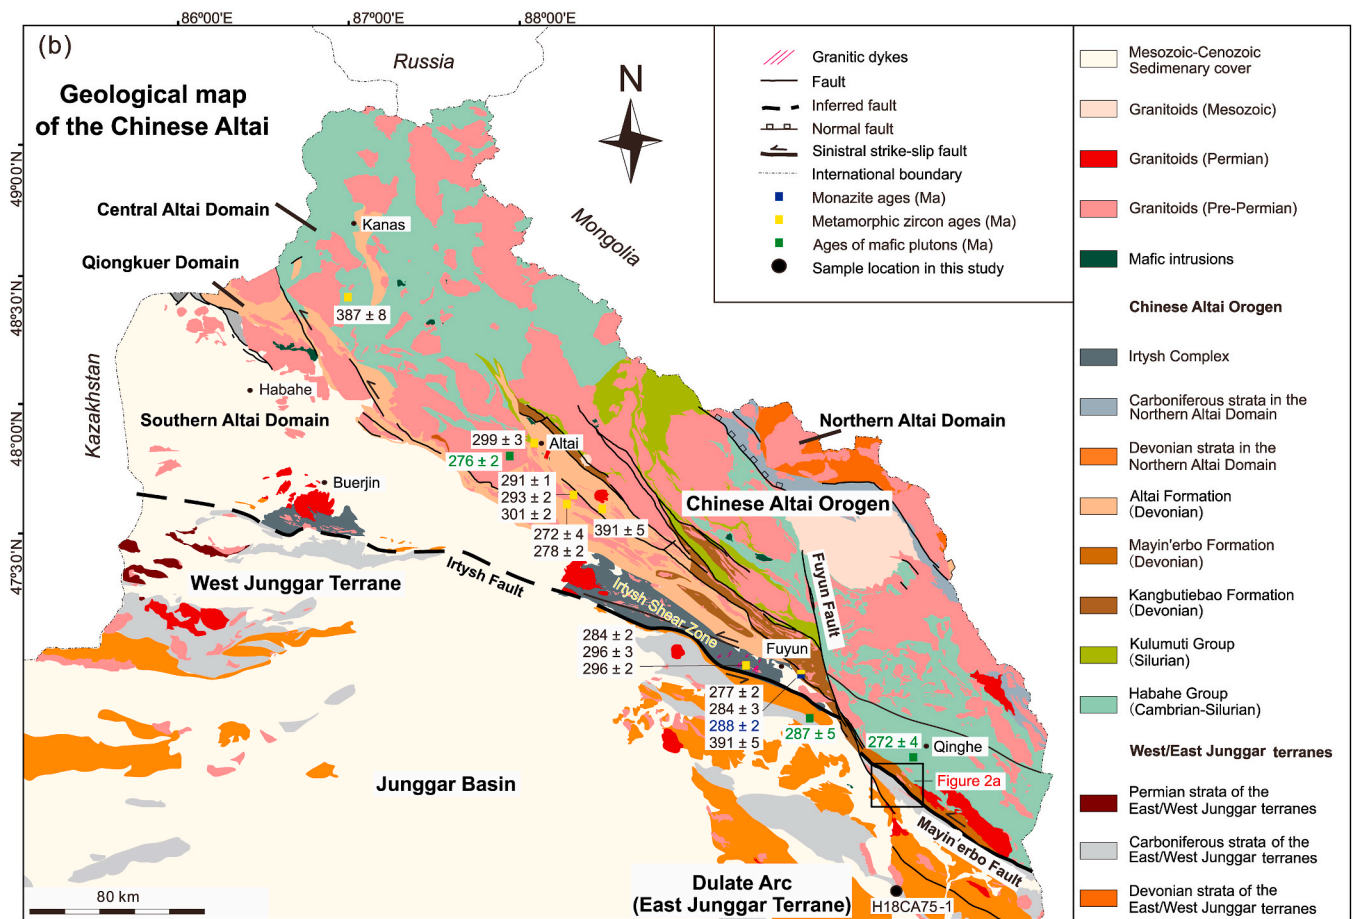 86°00'E
87°00'E
88°00'E
(b)
Russia
Geological map
of the Chinese Altai
N
Mongolia
Central Altai Domain
Kanas
Qiongkuer Domain
387 ± 8
49°00'N
48°30'N
48°00'N
47°30'N
Kazakhstan
Habahe
Southern Altai Domain
Northern Altai Domain
299 ± 3
Altai
276 ± 2
Buerjin
291 ± 1
293 ± 2
301 ± 2
Chinese Altai Orogen
391 ± 5
272 ± 4
278 ± 2
West Junggar Terrane
Irtysh Fault
Irtysh Shear Zone
Fuyun Fault
284 ± 2
296 ± 3
296 ± 2
Fuyun
277 ± 2
284 ± 3
288 ± 2
391 ± 5
287 ± 5
272 ± 4
Qinghe
Figure 2a
Junggar Basin
Mayin'erbo Fault
Dulate Arc
(East Junggar Terrane)
H18CA75-1
80 km
Granitic dykes
Fault
Inferred fault
Normal fault
Sinistral strike-slip fault
International boundary
Monazite ages (Ma)
Metamorphic zircon ages (Ma)
Ages of mafic plutons (Ma)
Sample location in this study
Mesozoic-Cenozoic
Sedimenary cover
Granitoids (Mesozoic)
Granitoids (Permian)
Granitoids (Pre-Permian)
Mafic intrusions
Chinese Altai Orogen
Irtysh Complex
Carboniferous strata in the
Northern Altai Domain
Devonian strata in the
Northern Altai Domain
Altai Formation
(Devonian)
Mayin'erbo Formation
(Devonian)
Kangbutiebao Formation
(Devonian)
Kulumuti Group
(Silurian)
Habahe Group
(Cambrian-Silurian)
West/East Junggar terranes
Permian strata of the
East/West Junggar terranes
Carboniferous strata of the
East/West Junggar terranes
Devonian strata of the
East/West Junggar terranes